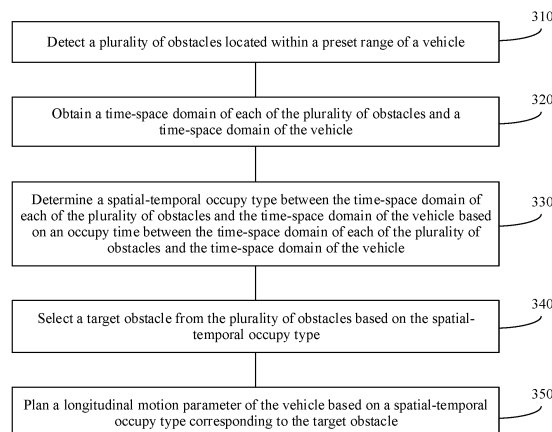 310
Detect a plurality of obstacles located within a preset range of a vehicle
320
Obtain a time-space domain of each of the plurality of obstacles and a
time-space domain of the vehicle
330
Determine a spatial-temporal occupy type between the time-space domain of
each of the plurality of obstacles and the time-space domain of the vehicle based
on an occupy time between the time-space domain of each of the plurality of
obstacles and the time-space domain of the vehicle
340
Select a target obstacle from the plurality of obstacles based on the spatial-
temporal occupy type
350
Plan a longitudinal motion parameter of the vehicle based on a spatial-temporal
occupy type corresponding to the target obstacle